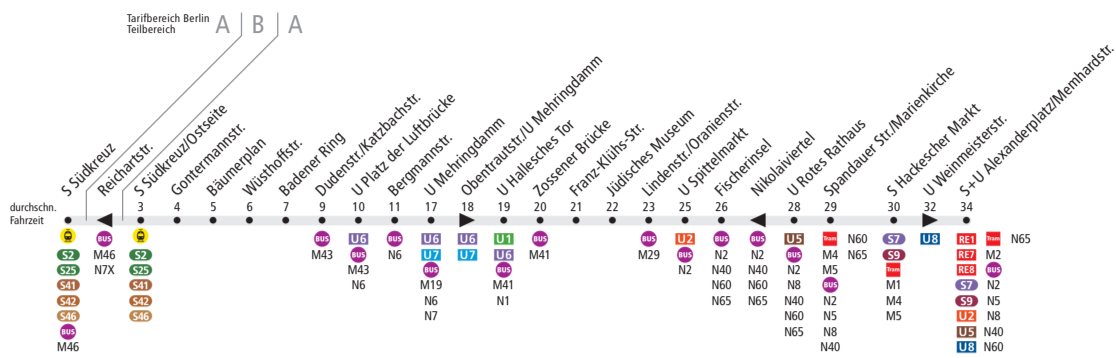 Tarifbereich Berlin
Teilbereich
A B A
S Südkreuz
Reichartstr.
S Südkreuz/Ostseite
Gontermannstr.
Bäumerplan
Wüsthoffstr.
Badener Ring
Dudenstr./Katzbachstr.
U Platz der Luftbrücke
Bergmannstr.
U Mehringdamm
Obentrautstr./U Mehringdamm
U Hallesches Tor
Zossener Brücke
Franz-Klühs-Str.
Jüdisches Museum
Lindenstr./Oranienstr.
U Spittelmarkt
Fischerinsel
Nikolaiviertel
U Rotes Rathaus
Spandauer Str./Marienkirche
S Hackescher Markt
U Weinmeisterstr.
S+U Alexanderplatz/Memhardstr.
durchschn.
Fahrzeit
3 4 5 6 7 9 10 11 17 18 19 20 21 22 23 25 26 28 29 30 32 34
S2
S25
S41
S42
S46
BUS
M46
BUS
M46
N7X
S2
S25
S41
S42
S46
BUS
M43
U6
BUS
M43
N6
BUS
N6
U6
U7
BUS
M19
N6
N7
U6
U7
U1
U6
BUS
M41
N1
BUS
M41
BUS
M29
U2
BUS
N2
BUS
N2
N40
N60
N65
BUS
N2
N40
N60
N65
U5
BUS
N2
N8
N40
N60
N65
Tram
M4
M5
BUS
N2
N5
N8
N40
N60
N65
S7
S9
Tram
M1
M4
M5
U8
RE1
RE7
RE8
S7
S9
U2
U5
U8
Tram
M2
BUS
N2
N5
N8
N40
N60
N65